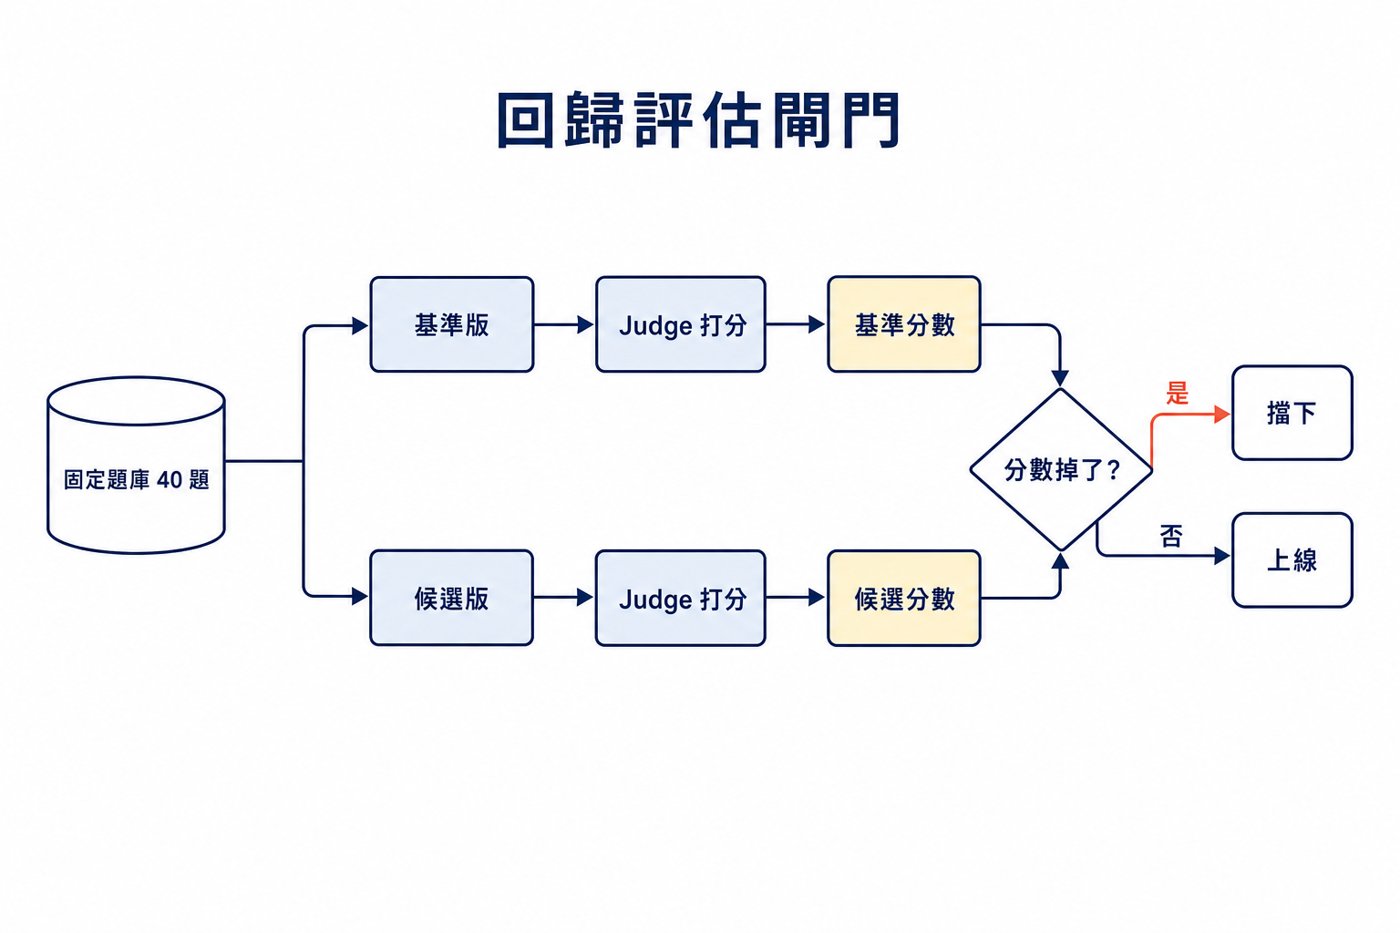 回歸評估閘門
基準版
Judge 打分
基準分數
固定題庫 40 題
分數掉了?
是
擋下
否
上線
候選版
Judge 打分
候選分數